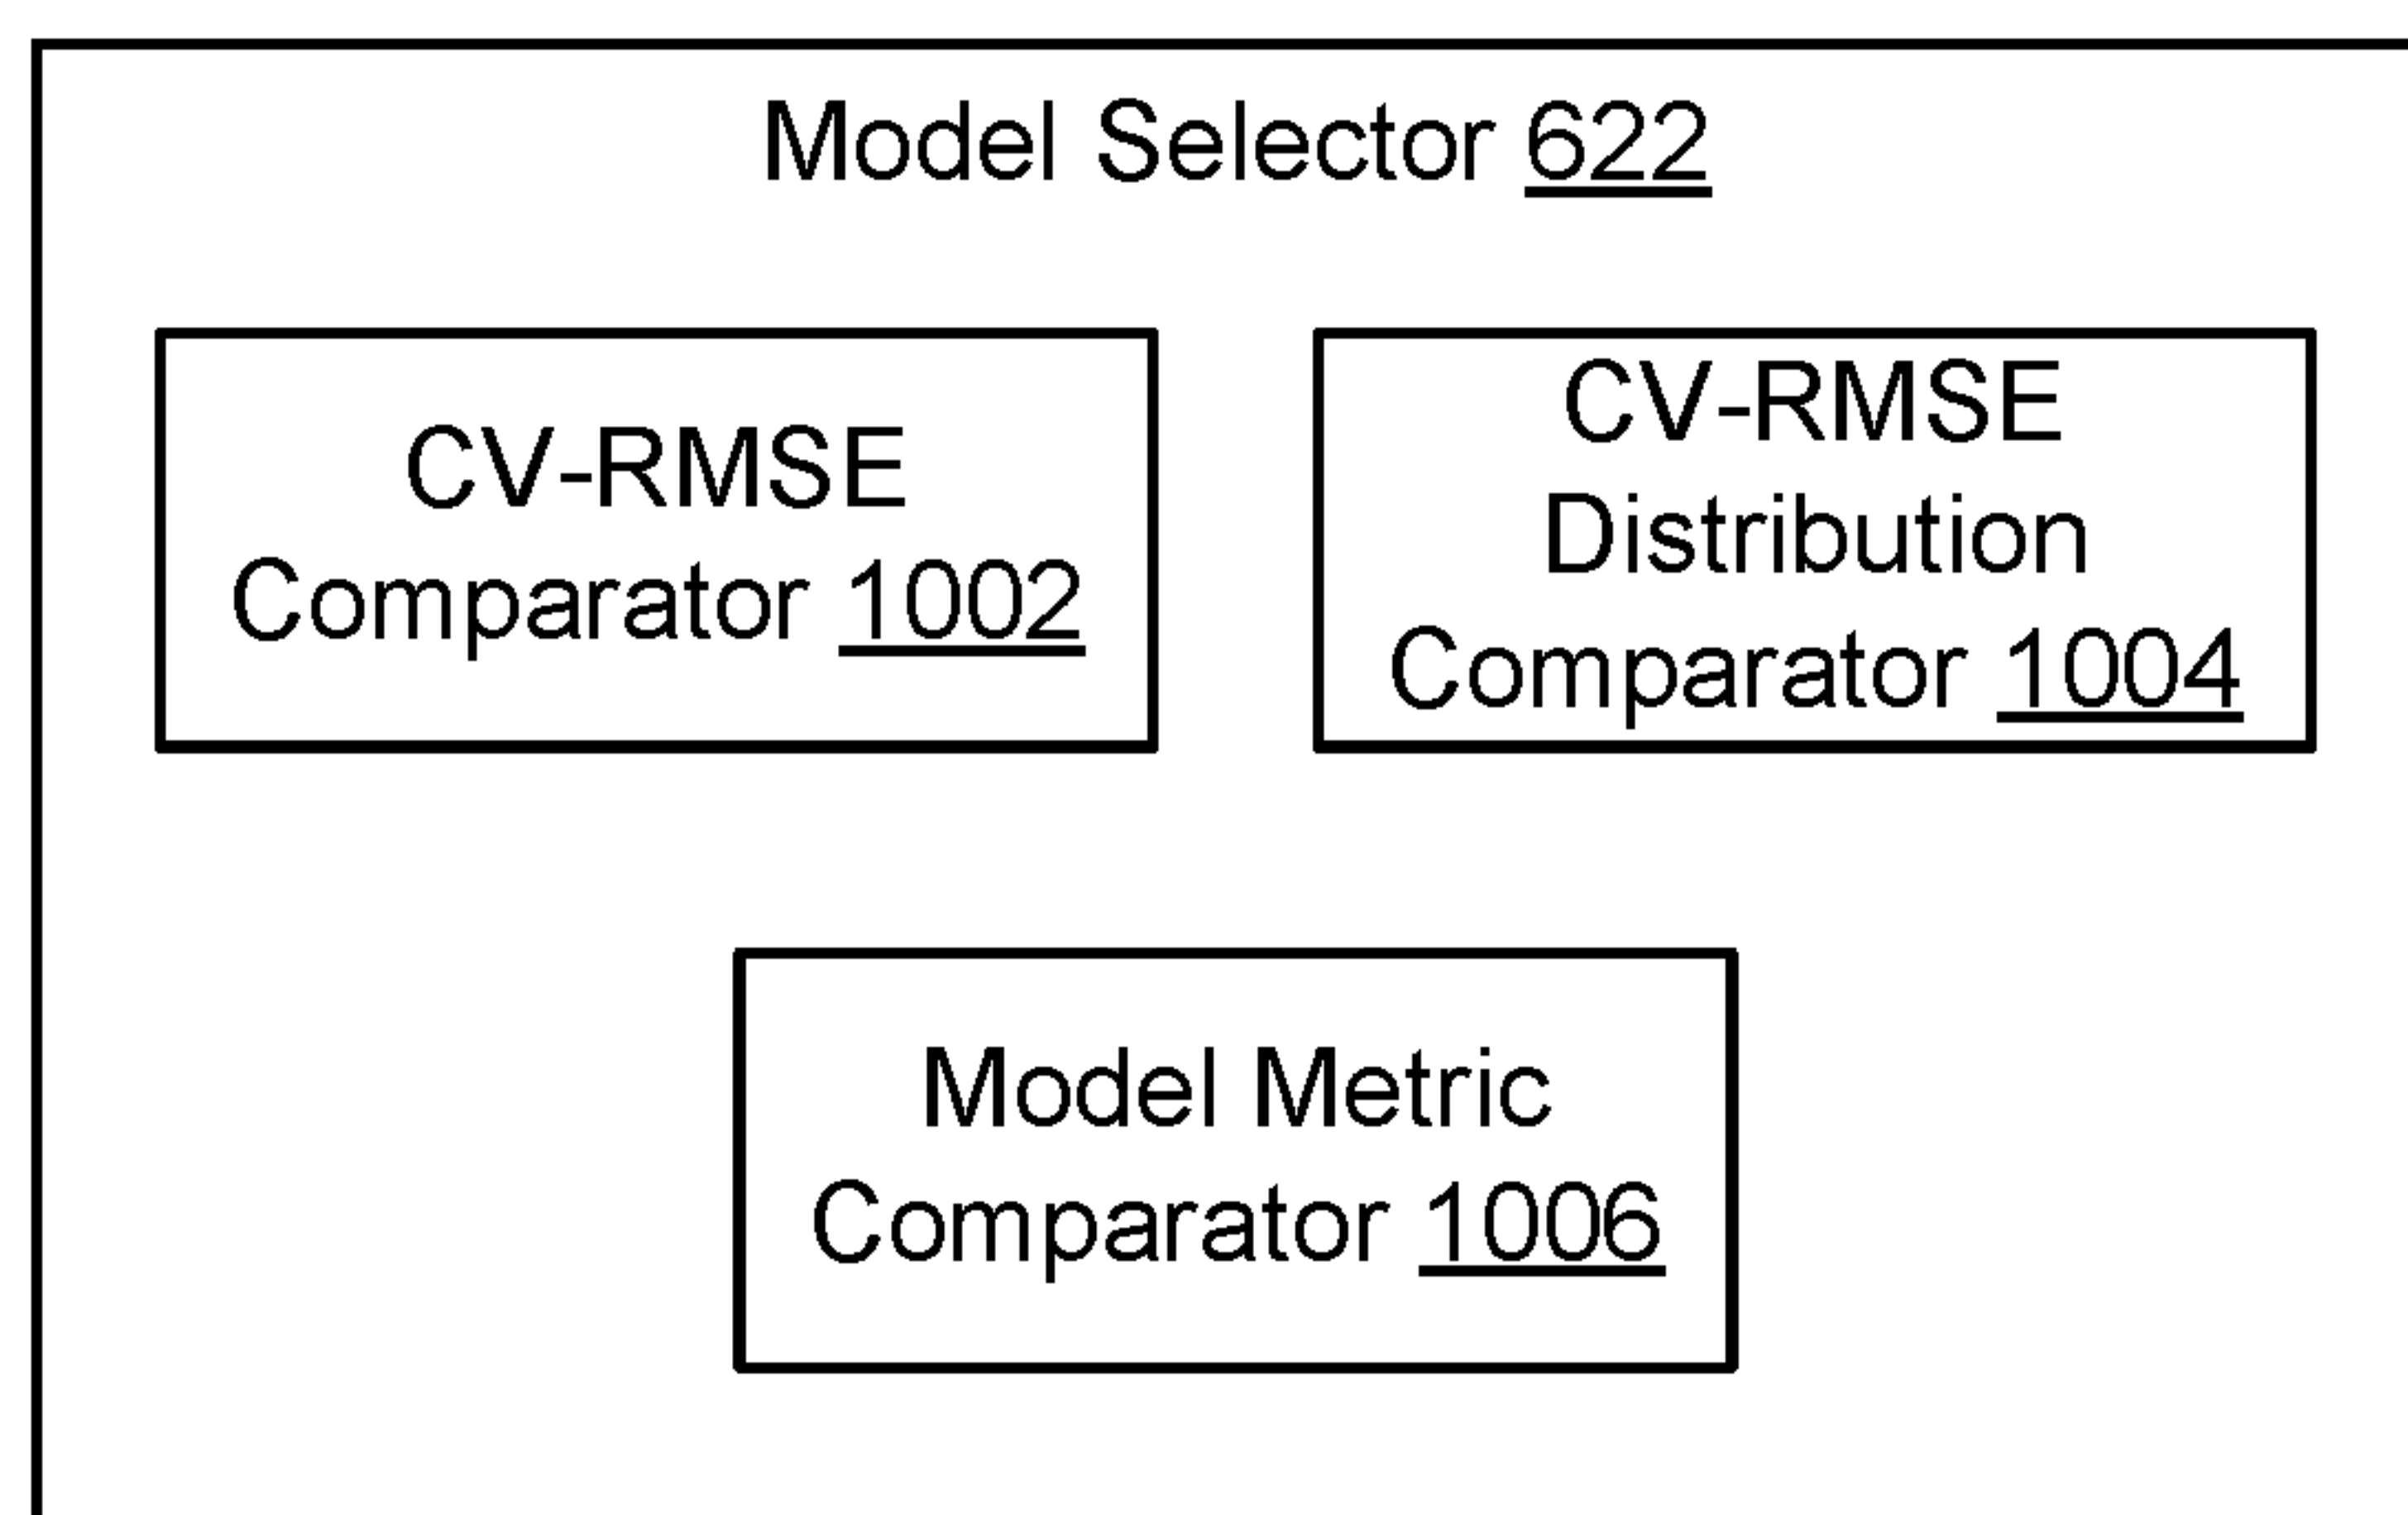 Model Selector 622
CV-RMSE
Comparator 1002
CV-RMSE
Distribution
Comparator 1004
Model Metric
Comparator 1006